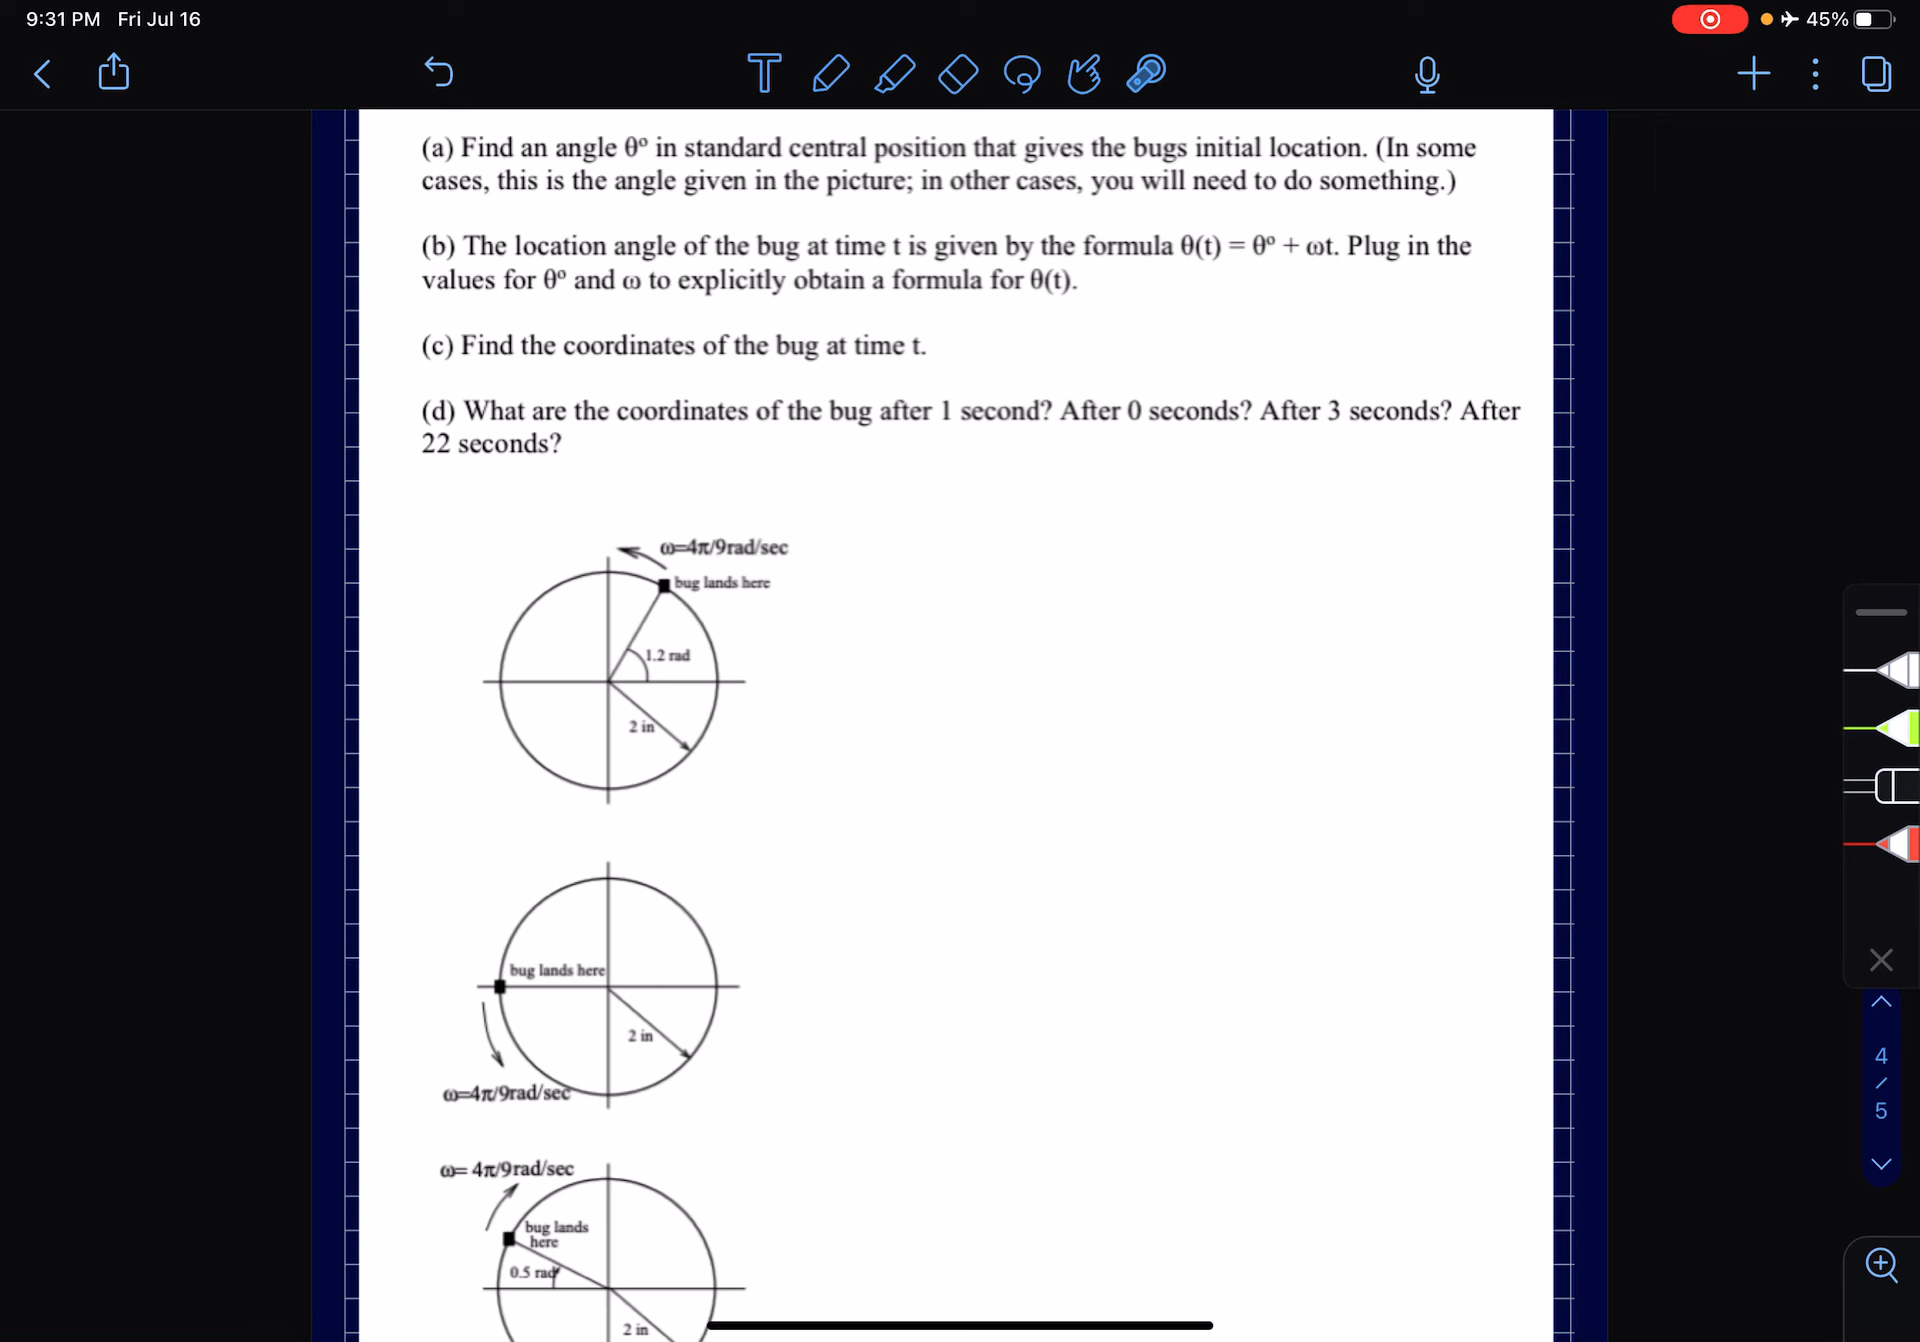 9:31 PM Fri Jul 16
45%
(a) Find an angle θº in standard central position that gives the bugs initial location. (In some
cases, this is the angle given in the picture; in other cases, you will need to do something.)
(b) The location angle of the bug at time t is given by the formula θ(t) = θº + ωt. Plug in the
values for θº and ω to explicitly obtain a formula for θ(t).
(c) Find the coordinates of the bug at time t.
(d) What are the coordinates of the bug after 1 second? After 0 seconds? After 3 seconds? After
22 seconds?
ω=4π/9rad/sec
bug lands here
1.2 rad
2 in
bug lands here
2 in
ω=4π/9rad/sec
ω= 4π/9rad/sec
bug lands
here
0.5 rad
2 in
4
/
5